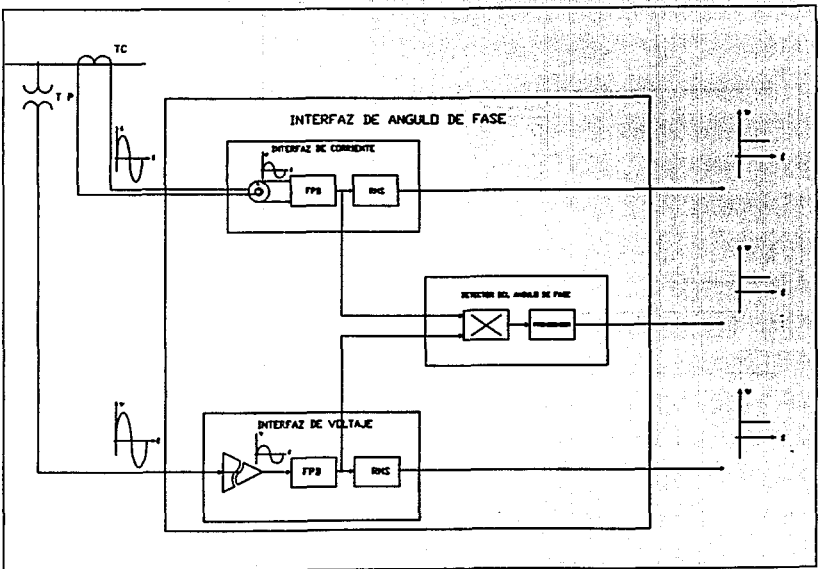 TC
T P
INTERFAZ DE ANGULO DE FASE
INTERFAZ DE CORRIENTE
FPB
RMS
DETECTOR DEL ANGULO DE FASE
INTERFAZ DE VOLTAJE
FPB
RMS